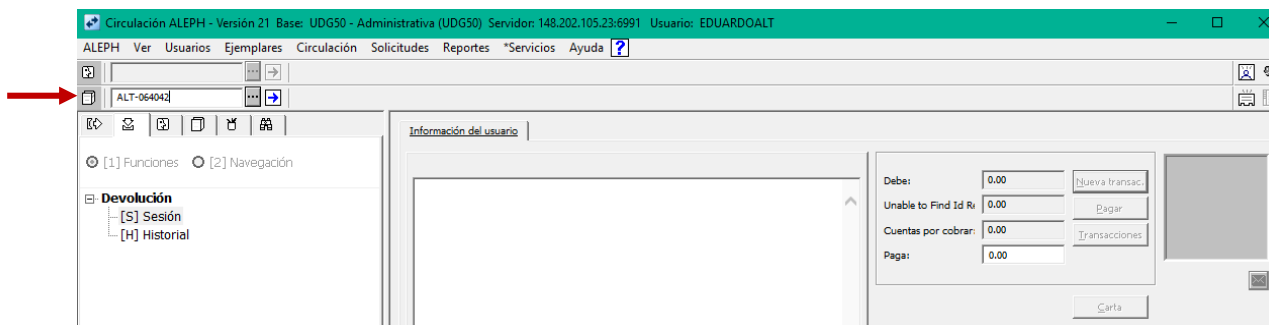 Circulación ALEPH - Versión 21 Base: UDG50 - Administrativa (UDG50) Servidor: 148.202.105.23:6991 Usuario: EDUARDOALT
ALEPH Ver Usuarios Ejemplares Circulación Solicitudes Reportes *Servicios Ayuda ?
ALT-064042
[1] Funciones [2] Navegación
Devolución
[S] Sesión
[H] Historial
Información del usuario
Debe: 0.00 Nueva transac.
Unable to Find Id R 0.00 Pagar
Cuentas por cobrar: 0.00 Transacciones
Paga: 0.00
Carta